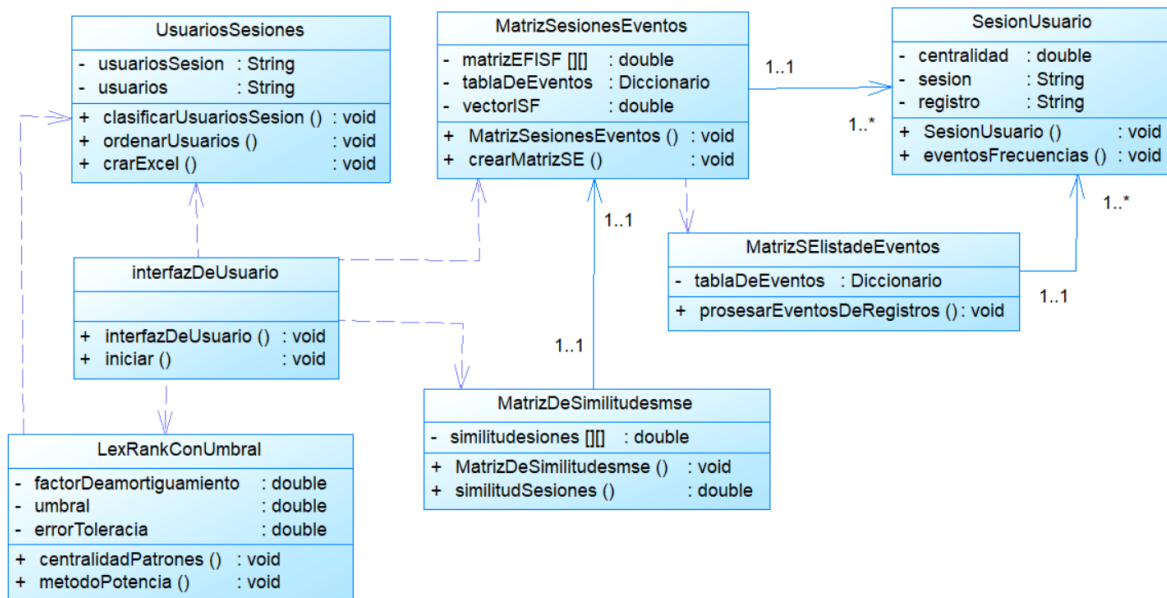 UsuariosSesiones
- usuariosSesion : String
- usuarios : String
+ clasificarUsuariosSesion () : void
+ ordenarUsuarios () : void
+ crarExcel () : void
MatrizSesionesEventos
- matrizEFISF [][] : double
- tablaDeEventos : Diccionario
- vectorISF : double
+ MatrizSesionesEventos () : void
+ crearMatrizSE () : void
1..1
1..*
SesionUsuario
- centralidad : double
- sesion : String
- registro : String
+ SesionUsuario () : void
+ eventosFrecuencias () : void
1..*
1..1
MatrizSElistadeEventos
- tablaDeEventos : Diccionario
+ prosesarEventosDeRegistros () : void
1..1
interfazDeUsuario
+ interfazDeUsuario () : void
+ iniciar () : void
1..1
MatrizDeSimilitudesmse
- similitudesiones [][] : double
+ MatrizDeSimilitudesmse () : void
+ similitudSesiones () : double
LexRankConUmbral
- factorDeamortiguamiento : double
- umbral : double
- errorToleracia : double
+ centralidadPatrones () : void
+ metodoPotencia () : void